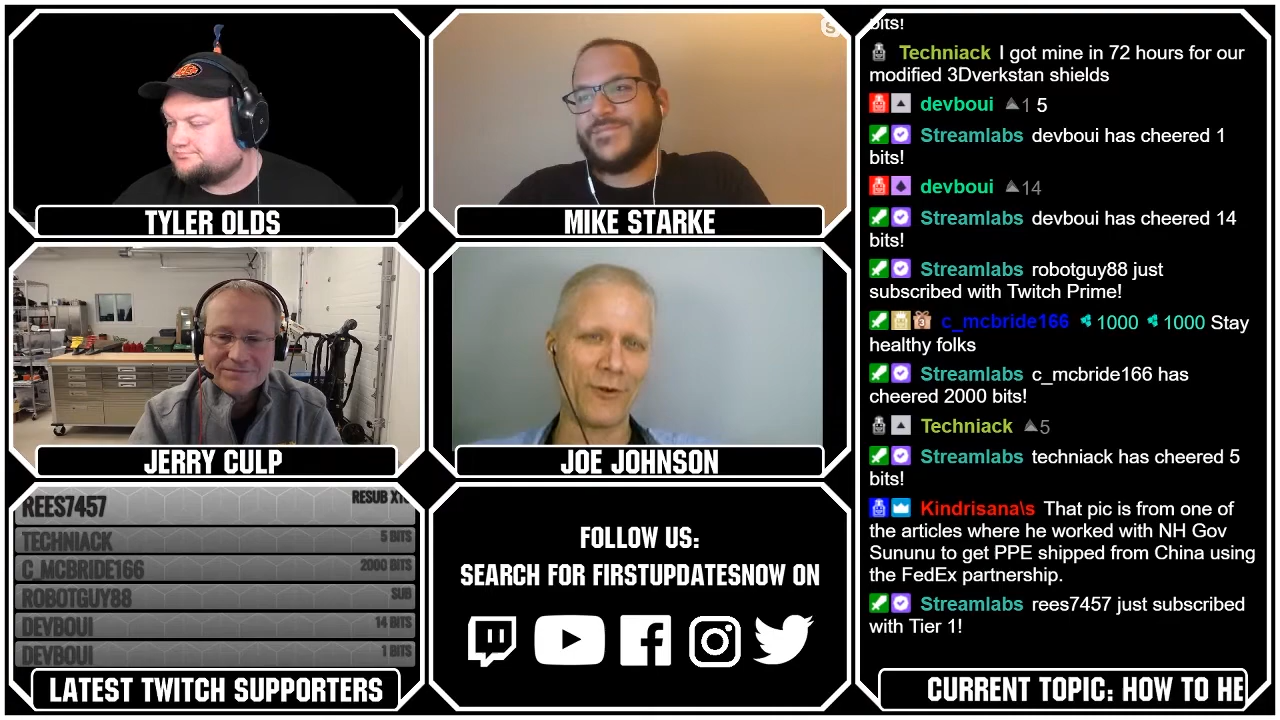 TYLER OLDS
MIKE STARKE
JERRY CULP
JOE JOHNSON
REES7457
RESUB X1
TECHNIACK
5 BITS
C_MCBRIDE166
2000 BITS
ROBOTGUY88
SUB
DEVBOUI
14 BITS
DEVBOUI
1 BITS
LATEST TWITCH SUPPORTERS
FOLLOW US:
SEARCH FOR FIRSTUPDATESNOW ON
bits!
Techniack I got mine in 72 hours for our
modified 3Dverkstan shields
devboui 1 5
Streamlabs devboui has cheered 1
bits!
devboui 14
Streamlabs devboui has cheered 14
bits!
Streamlabs robotguy88 just
subscribed with Twitch Prime!
c_mcbride166 1000 1000 Stay
healthy folks
Streamlabs c_mcbride166 has
cheered 2000 bits!
Techniack 5
Streamlabs techniack has cheered 5
bits!
Kindrisana\s That pic is from one of
the articles where he worked with NH Gov
Sununu to get PPE shipped from China using
the FedEx partnership.
Streamlabs rees7457 just subscribed
with Tier 1!
CURRENT TOPIC: HOW TO HE